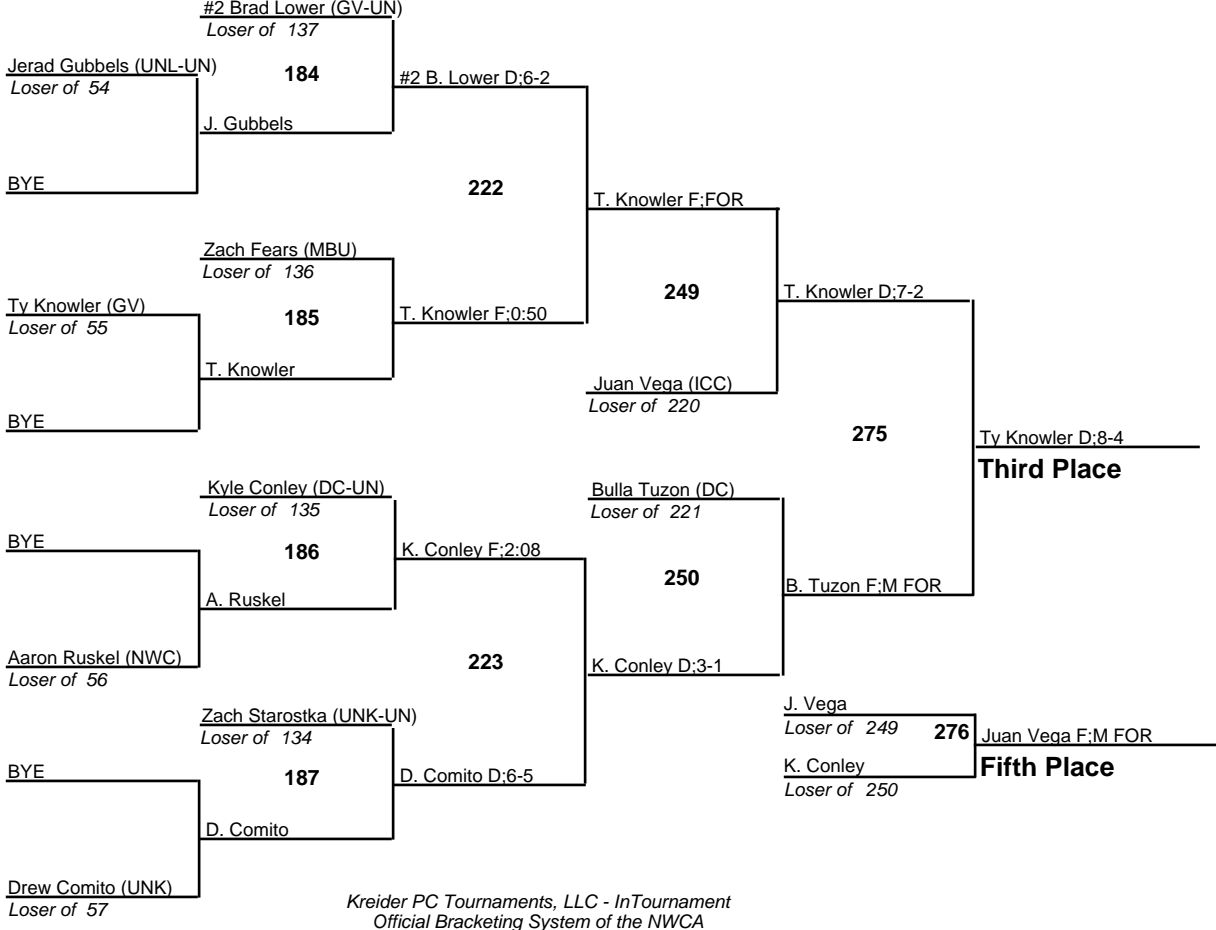 #2 Brad Lower (GV-UN)
Loser of 137
Jerad Gubbels (UNL-UN)
Loser of 54
184
#2 B. Lower D;6-2
J. Gubbels
BYE
222
T. Knowler F;FOR
Zach Fears (MBU)
Loser of 136
Ty Knowler (GV)
Loser of 55
185
T. Knowler F;0:50
249
T. Knowler D;7-2
T. Knowler
Juan Vega (ICC)
Loser of 220
BYE
275
Ty Knowler D;8-4
Third Place
Kyle Conley (DC-UN)
Loser of 135
Bulla Tuzon (DC)
Loser of 221
BYE
186
K. Conley F;2:08
250
B. Tuzon F;M FOR
A. Ruskel
Aaron Ruskel (NWC)
Loser of 56
223
K. Conley D;3-1
Zach Starostka (UNK-UN)
Loser of 134
J. Vega
Loser of 249
276
Juan Vega F;M FOR
Fifth Place
K. Conley
Loser of 250
BYE
187
D. Comito D;6-5
D. Comito
Drew Comito (UNK)
Loser of 57
Kreider PC Tournaments, LLC - InTournament
Official Bracketing System of the NWCA